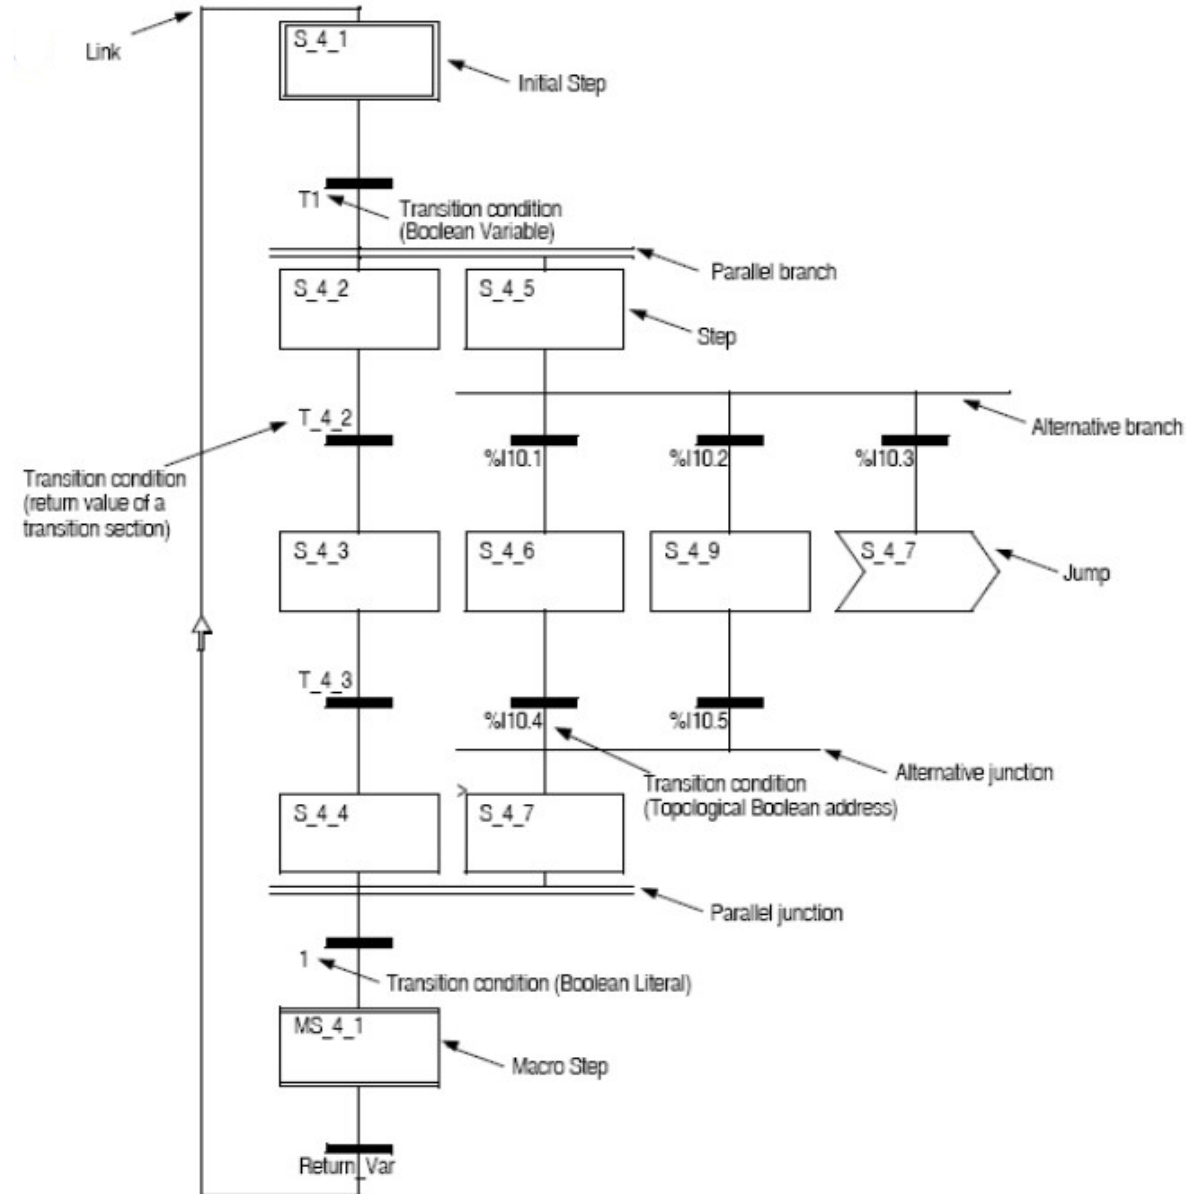 S_4_1
Link
Initial Step
T1
Transition condition
(Boolean Variable)
Parallel branch
S_4_2
S_4_5
Step
T_4_2
Alternative branch
%I10.1
%I10.2
%I10.3
Transition condition
(return value of a
transition section)
S_4_3
S_4_6
S_4_9
S_4_7
Jump
T_4_3
%I10.4
%I10.5
Alternative junction
Transition condition
(Topological Boolean address)
>
S_4_4
S_4_7
Parallel junction
1
Transition condition (Boolean Literal)
MS_4_1
Macro Step
Return_Var